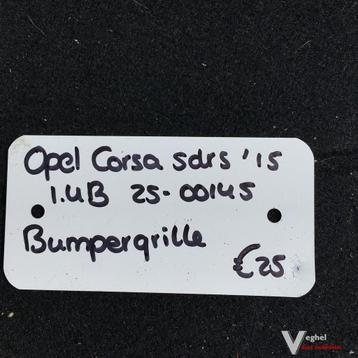 Opel Corsa 5drs '15
1.4B 25-00145
Bumpergrille
€25
Veghel